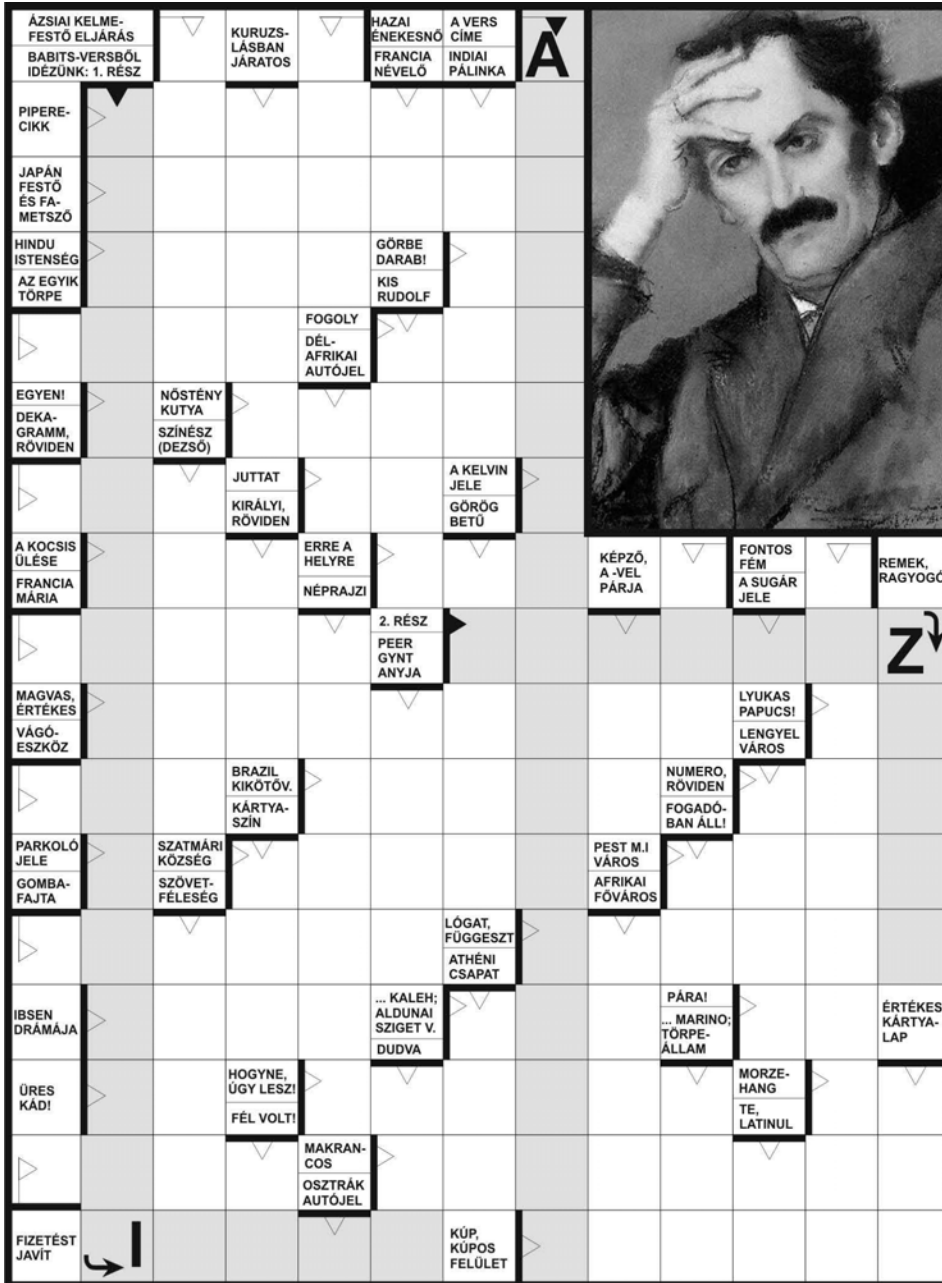 ÁZSIAI KELME-
FESTŐ ELJÁRÁS
BABITS-VERSBŐL
IDÉZÜNK: 1. RÉSZ
KURUZS-
LÁSBAN
JÁRATOS
HAZAI
ÉNEKESNŐ
FRANCIA
NÉVELŐ
A VERS
CÍME
INDIAI
PÁLINKA
A
PIPERE-
CIKK
JAPÁN
FESTŐ
ÉS FA-
METSZŐ
HINDU
ISTENSÉG
AZ EGYIK
TÖRPE
GÖRBE
DARAB!
KIS
RUDOLF
FOGOLY
DÉL-
AFRIKAI
AUTÓJEL
EGYEN!
DEKA-
GRAMM,
RÖVIDEN
NŐSTÉNY
KUTYA
SZÍNÉSZ
(DEZSŐ)
JUTTAT
KIRÁLYI,
RÖVIDEN
A KELVIN
JELE
GÖRÖG
BETŰ
A KOCSIS
ÜLÉSE
FRANCIA
MÁRIA
ERRE A
HELYRE
NÉPRAJZI
KÉPZŐ,
A -VEL
PÁRJA
FONTOS
FÉM
A SUGÁR
JELE
REMEK,
RAGYOGÓ
2. RÉSZ
PEER
GYNT
ANYJA
Z
MAGVAS,
ÉRTÉKES
VÁGÓ-
ESZKÖZ
LYUKAS
PAPUCS!
LENGYEL
VÁROS
BRAZIL
KIKÖTŐV.
KÁRTYA-
SZÍN
NUMERO,
RÖVIDEN
FOGADÓ-
BAN ÁLL!
PARKOLÓ
JELE
GOMBA-
FAJTA
SZATMÁRI
KÖZSÉG
SZÖVET-
FÉLESÉG
PEST M.I
VÁROS
AFRIKAI
FŐVÁROS
LÓGAT,
FÜGGESZT
ATHÉNI
CSAPAT
IBSEN
DRÁMÁJA
... KALEH;
ALDUNAI
SZIGET V.
DUDVA
PÁRA!
... MARINO;
TÖRPE-
ÁLLAM
ÉRTÉKES
KÁRTYA-
LAP
ÜRES
KÁD!
HOGYNE,
ÚGY LESZ!
FÉL VOLT!
MORZE-
HANG
TE,
LATINUL
MAKRAN-
COS
OSZTRÁK
AUTÓJEL
FIZETÉST
JAVÍT
I
KÚP,
KÚPOS
FELÜLET